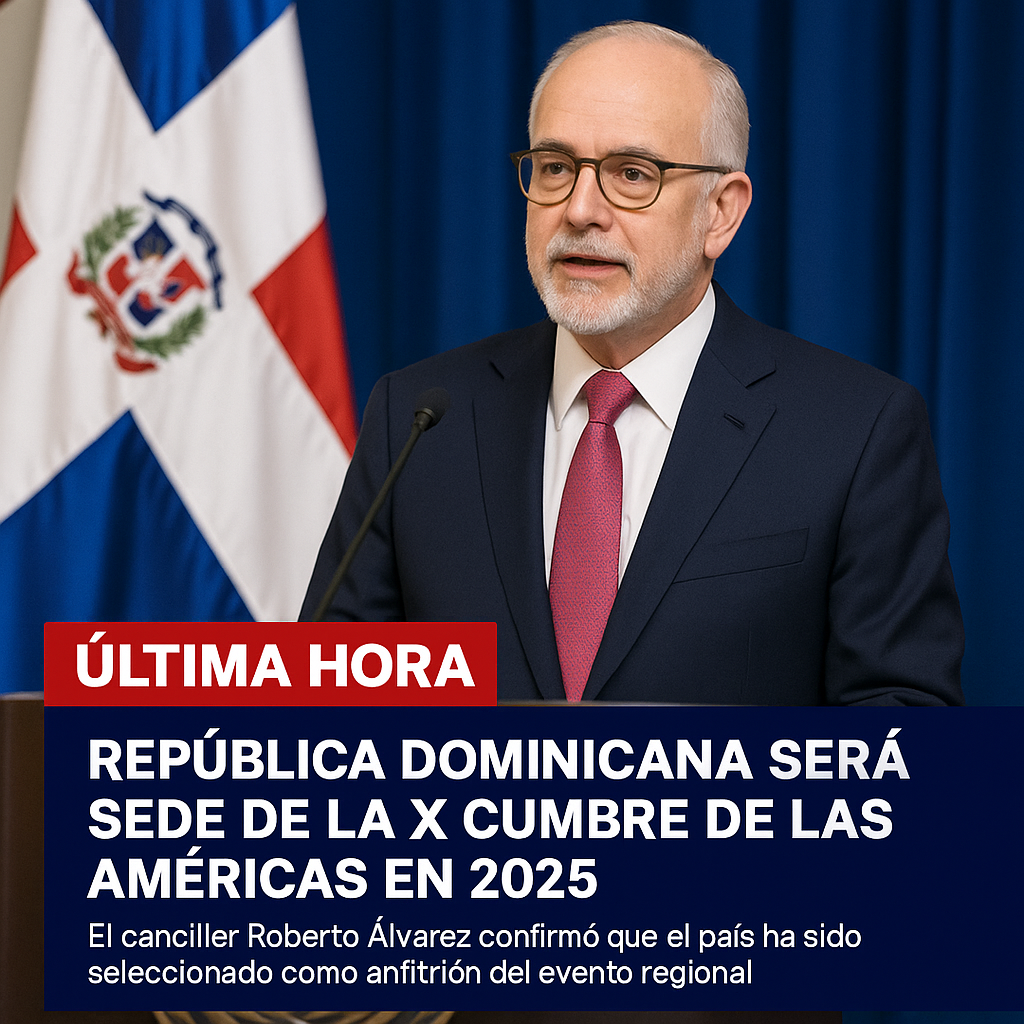 ÚLTIMA HORA
REPÚBLICA DOMINICANA SERÁ
SEDE DE LA X CUMBRE DE LAS
AMÉRICAS EN 2025
El canciller Roberto Álvarez confirmó que el país ha sido
seleccionado como anfitrión del evento regional